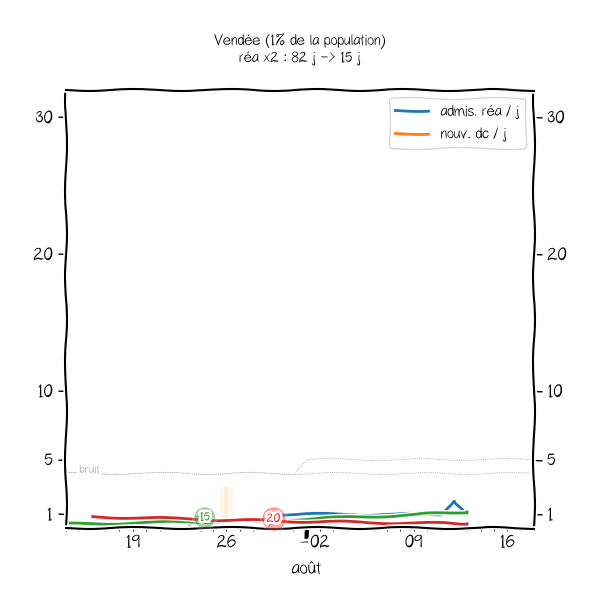 Vendée (1% de la population)
réa x2 : 82 j -> 15 j
admis. réa / j
nouv. dc / j
30
30
20
20
10
10
5
5
bruit
1
15
20
1
19
26
02
09
16
août